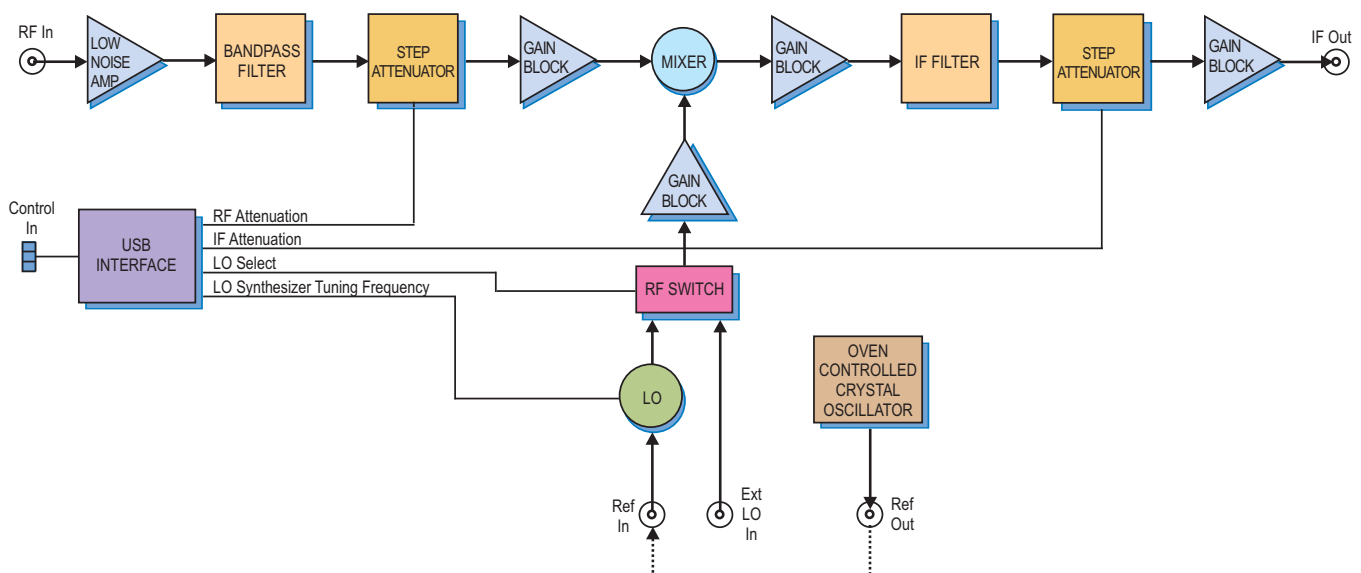 RF In
LOW
NOISE
AMP
BANDPASS
FILTER
STEP
ATTENUATOR
GAIN
BLOCK
MIXER
GAIN
BLOCK
IF FILTER
STEP
ATTENUATOR
GAIN
BLOCK
IF Out
GAIN
BLOCK
Control
In
USB
INTERFACE
RF Attenuation
IF Attenuation
LO Select
LO Synthesizer Tuning Frequency
RF SWITCH
LO
OVEN
CONTROLLED
CRYSTAL
OSCILLATOR
Ref
In
Ext
LO
In
Ref
Out